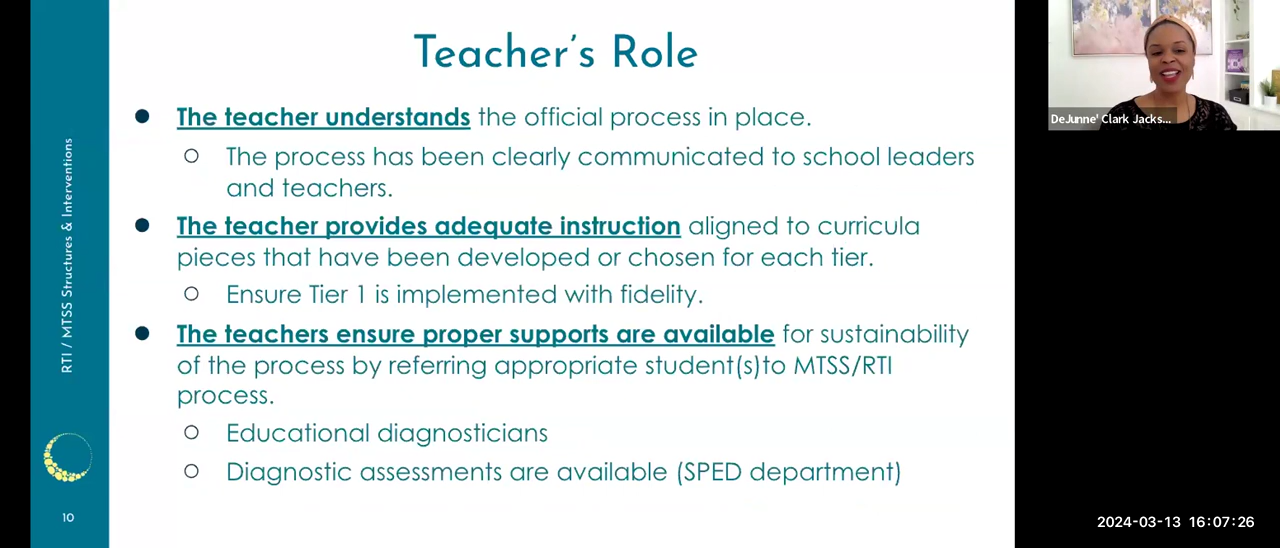 Teacher's Role
● The teacher understands the official process in place.
○ The process has been clearly communicated to school leaders
and teachers.
● The teacher provides adequate instruction aligned to curricula
pieces that have been developed or chosen for each tier.
○ Ensure Tier 1 is implemented with fidelity.
● The teachers ensure proper supports are available for sustainability
of the process by referring appropriate student(s)to MTSS/RTI
process.
○ Educational diagnosticians
○ Diagnostic assessments are available (SPED department)
RTI / MTSS Structures & Interventions
10
DeJunne' Clark Jacks...
2024-03-13 16:07:26